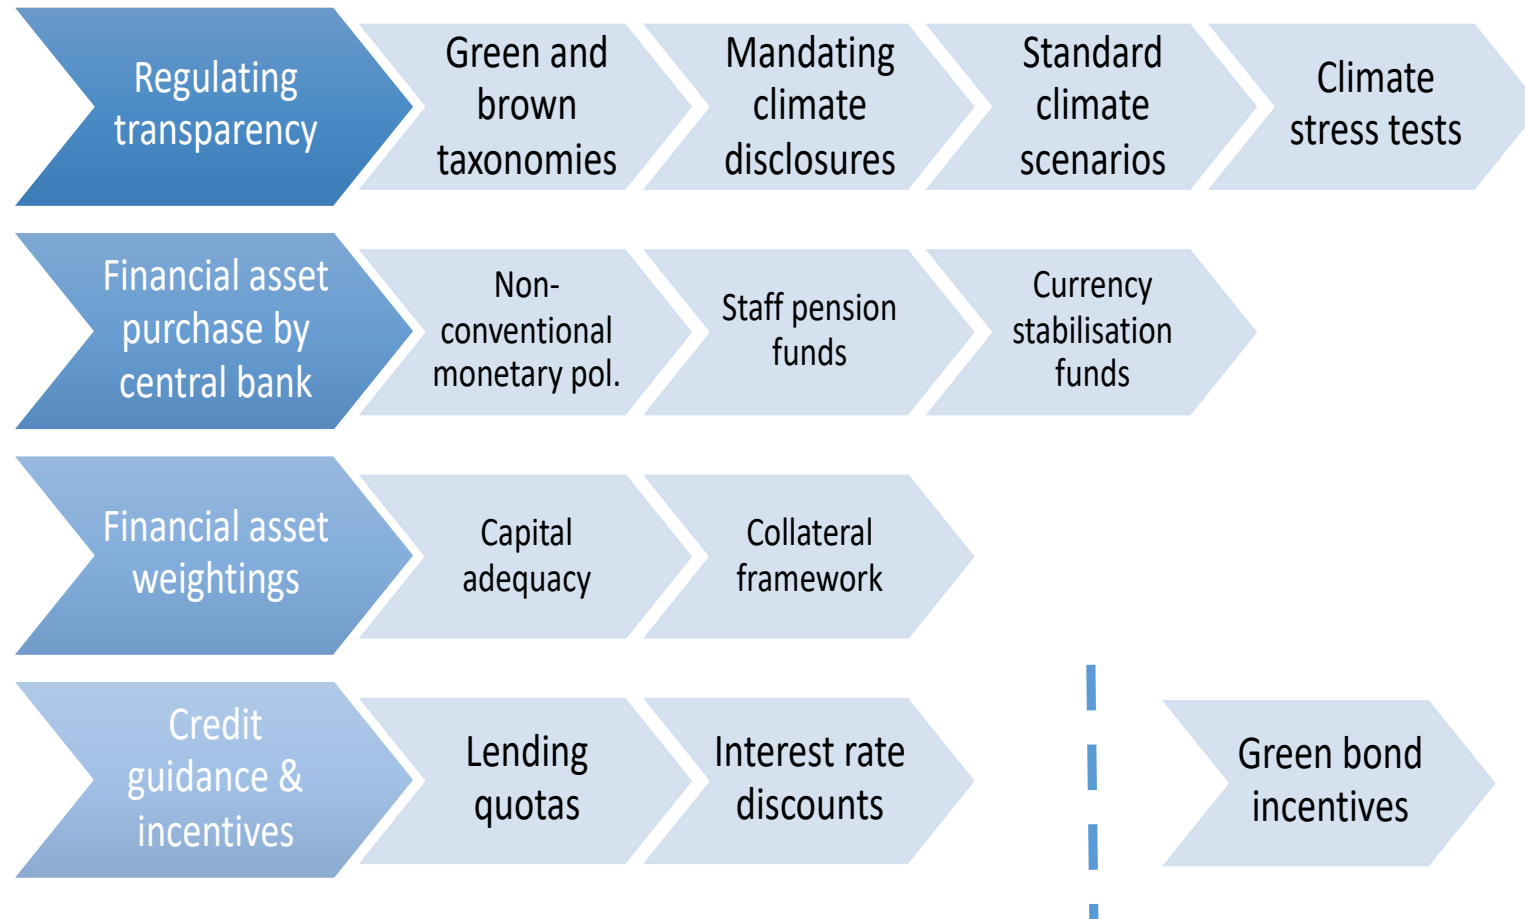 Regulating
transparency
Green and
brown
taxonomies
Mandating
climate
disclosures
Standard
climate
scenarios
Climate
stress tests
Financial asset
purchase by
central bank
Non-
conventional
monetary pol.
Staff pension
funds
Currency
stabilisation
funds
Financial asset
weightings
Capital
adequacy
Collateral
framework
Credit
guidance &
incentives
Lending
quotas
Interest rate
discounts
Green bond
incentives